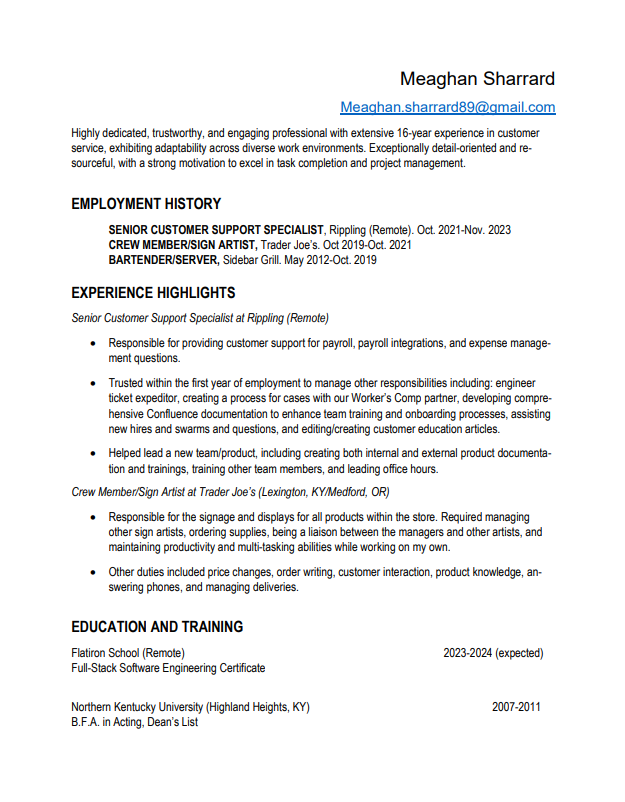 Meaghan Sharrard
Meaghan.sharrard89@gmail.com
Highly dedicated, trustworthy, and engaging professional with extensive 16-year experience in customer
service, exhibiting adaptability across diverse work environments. Exceptionally detail-oriented and re-
sourceful, with a strong motivation to excel in task completion and project management.
EMPLOYMENT HISTORY
SENIOR CUSTOMER SUPPORT SPECIALIST, Rippling (Remote). Oct. 2021-Nov. 2023
CREW MEMBER/SIGN ARTIST, Trader Joe's. Oct 2019-Oct. 2021
BARTENDER/SERVER, Sidebar Grill. May 2012-Oct. 2019
EXPERIENCE HIGHLIGHTS
Senior Customer Support Specialist at Rippling (Remote)
• Responsible for providing customer support for payroll, payroll integrations, and expense manage-
ment questions.
• Trusted within the first year of employment to manage other responsibilities including: engineer
ticket expeditor, creating a process for cases with our Worker's Comp partner, developing compre-
hensive Confluence documentation to enhance team training and onboarding processes, assisting
new hires and swarms and questions, and editing/creating customer education articles.
• Helped lead a new team/product, including creating both internal and external product documenta-
tion and trainings, training other team members, and leading office hours.
Crew Member/Sign Artist at Trader Joe's (Lexington, KY/Medford, OR)
• Responsible for the signage and displays for all products within the store. Required managing
other sign artists, ordering supplies, being a liaison between the managers and other artists, and
maintaining productivity and multi-tasking abilities while working on my own.
• Other duties included price changes, order writing, customer interaction, product knowledge, an-
swering phones, and managing deliveries.
EDUCATION AND TRAINING
Flatiron School (Remote) 2023-2024 (expected)
Full-Stack Software Engineering Certificate
Northern Kentucky University (Highland Heights, KY) 2007-2011
B.F.A. in Acting, Dean's List